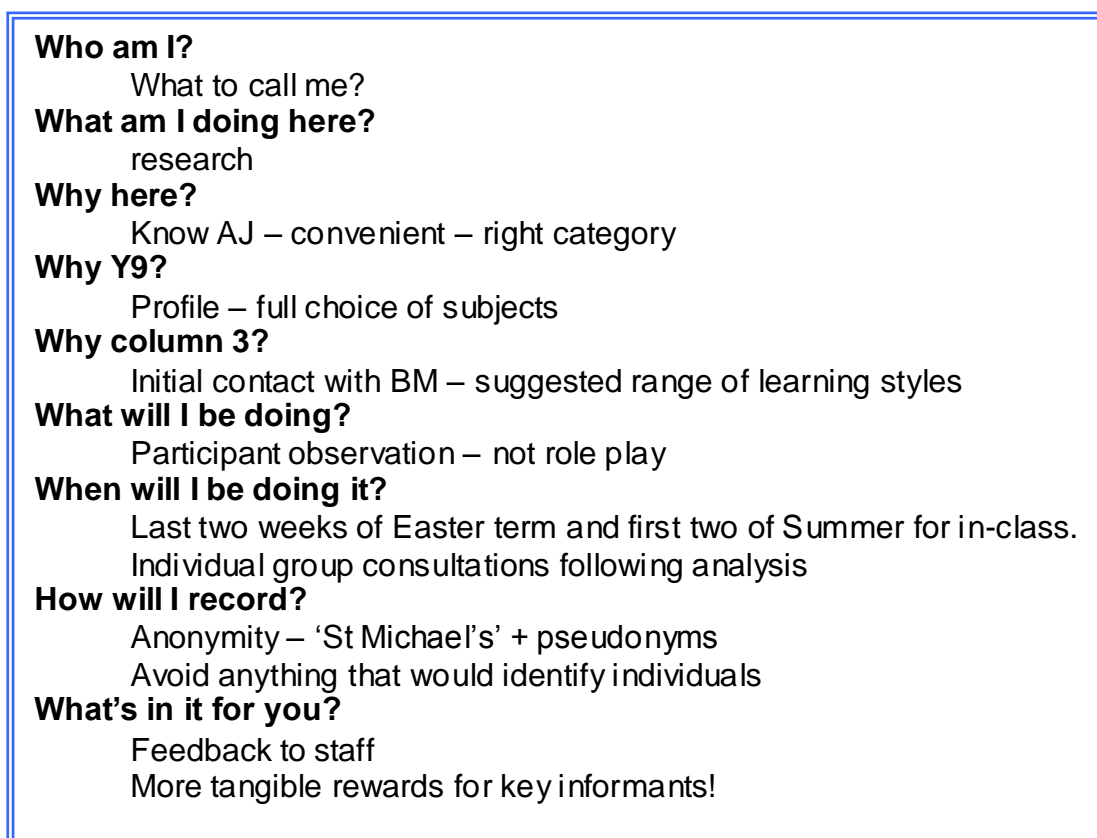 Who am I?
What to call me?
What am I doing here?
research
Why here?
Know AJ – convenient – right category
Why Y9?
Profile – full choice of subjects
Why column 3?
Initial contact with BM – suggested range of learning styles
What will I be doing?
Participant observation – not role play
When will I be doing it?
Last two weeks of Easter term and first two of Summer for in-class.
Individual group consultations following analysis
How will I record?
Anonymity – ‘St Michael’s’ + pseudonyms
Avoid anything that would identify individuals
What’s in it for you?
Feedback to staff
More tangible rewards for key informants!